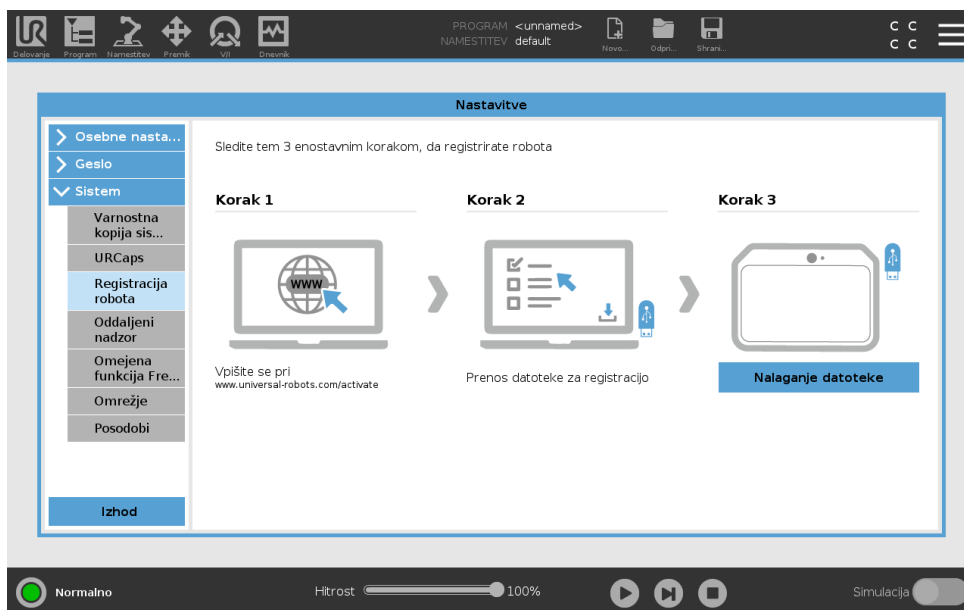 PROGRAM <unnamed>
NAMESTITEV default
Delovanje
Program
Namestitev
Premik
V/I
Dnevnik
Novo...
Odpri...
Shrani...
C C
C C
Nastavitve
Osebne nasta...
Geslo
Sistem
Varnostna
kopija sis...
URCaps
Registracija
robota
Oddaljeni
nadzor
Omejena
funkcija Fre...
Omrežje
Posodobi
Izhod
Sledite tem 3 enostavnim korakom, da registrirate robota
Korak 1
WWW
Vpišite se pri
www.universal-robots.com/activate
Korak 2
Prenos datoteke za registracijo
Korak 3
Nalaganje datoteke
Normalno
Hitrost
100%
Simulacija